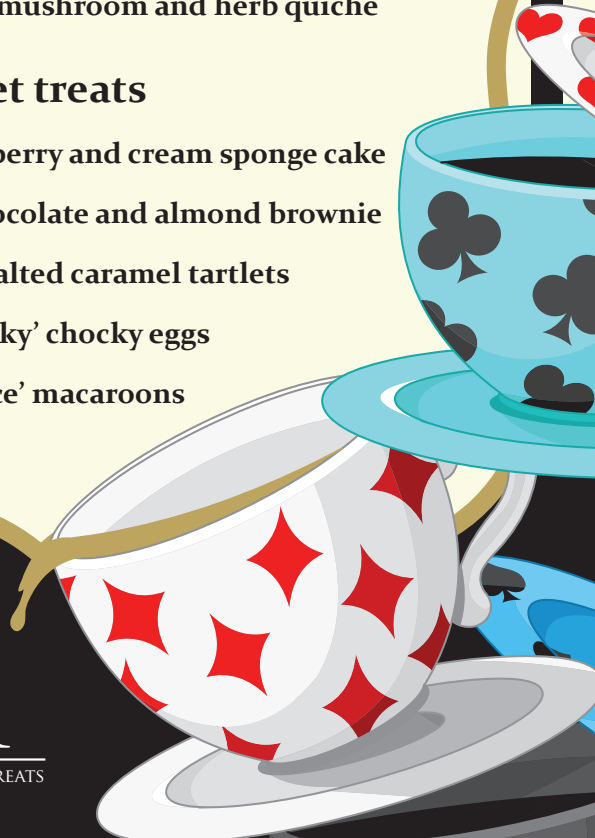 mushroom and herb quiche
et treats
berry and cream sponge cake
ocolate and almond brownie
alted caramel tartlets
ky’ chocky eggs
ce’ macaroons
REATS